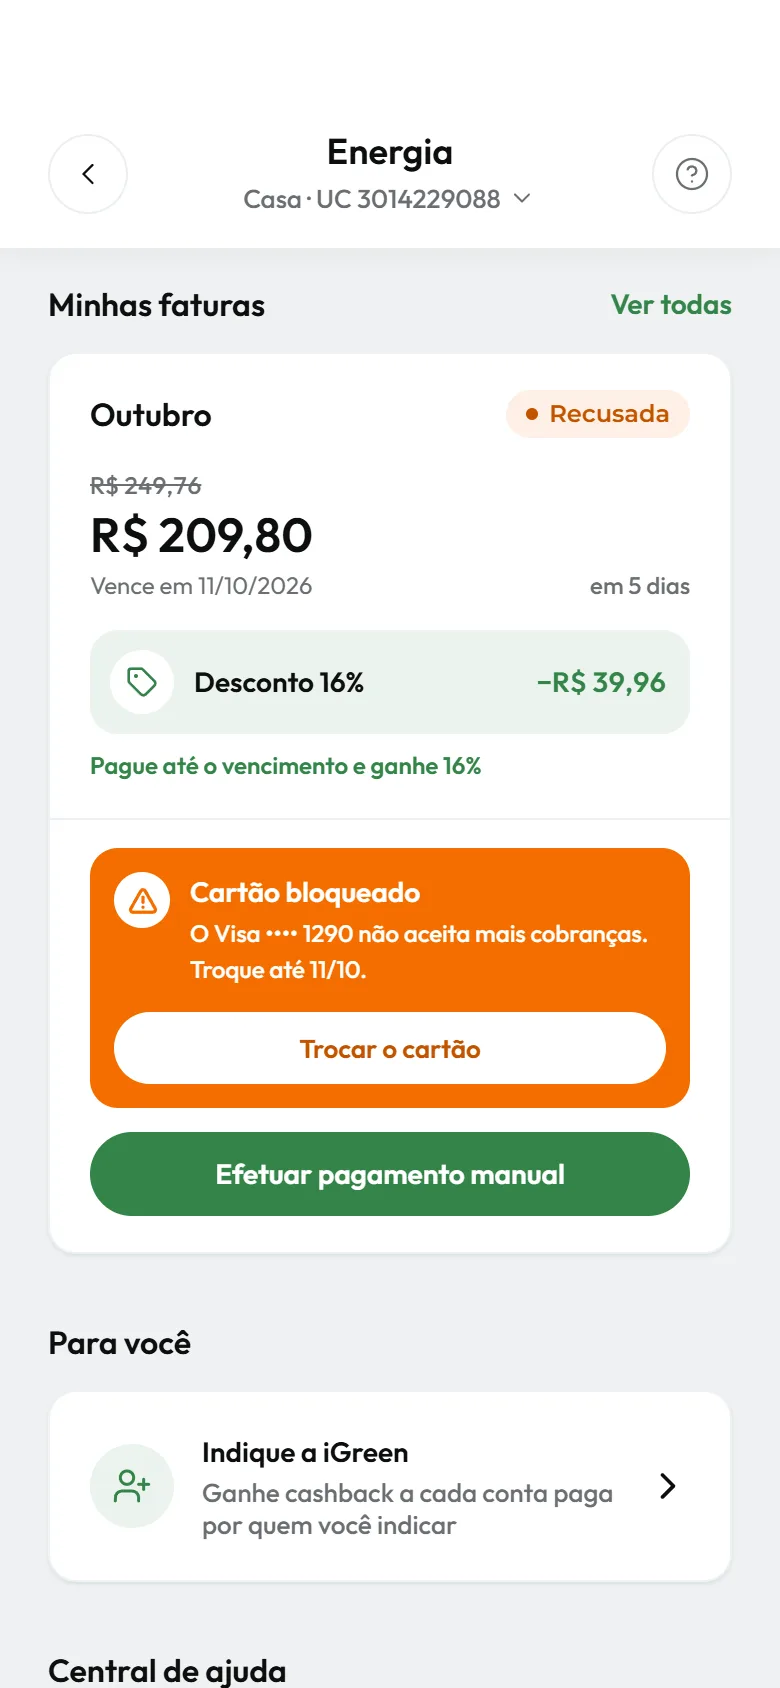 Energia
Casa · UC 3014229088
Minhas faturas
Ver todas
Outubro
Recusada
R$ 249,76
R$ 209,80
Vence em 11/10/2026
em 5 dias
Desconto 16%
−R$ 39,96
Pague até o vencimento e ganhe 16%
Cartão bloqueado
O Visa •••• 1290 não aceita mais cobranças.
Troque até 11/10.
Trocar o cartão
Efetuar pagamento manual
Para você
Indique a iGreen
Ganhe cashback a cada conta paga
por quem você indicar
Central de ajuda